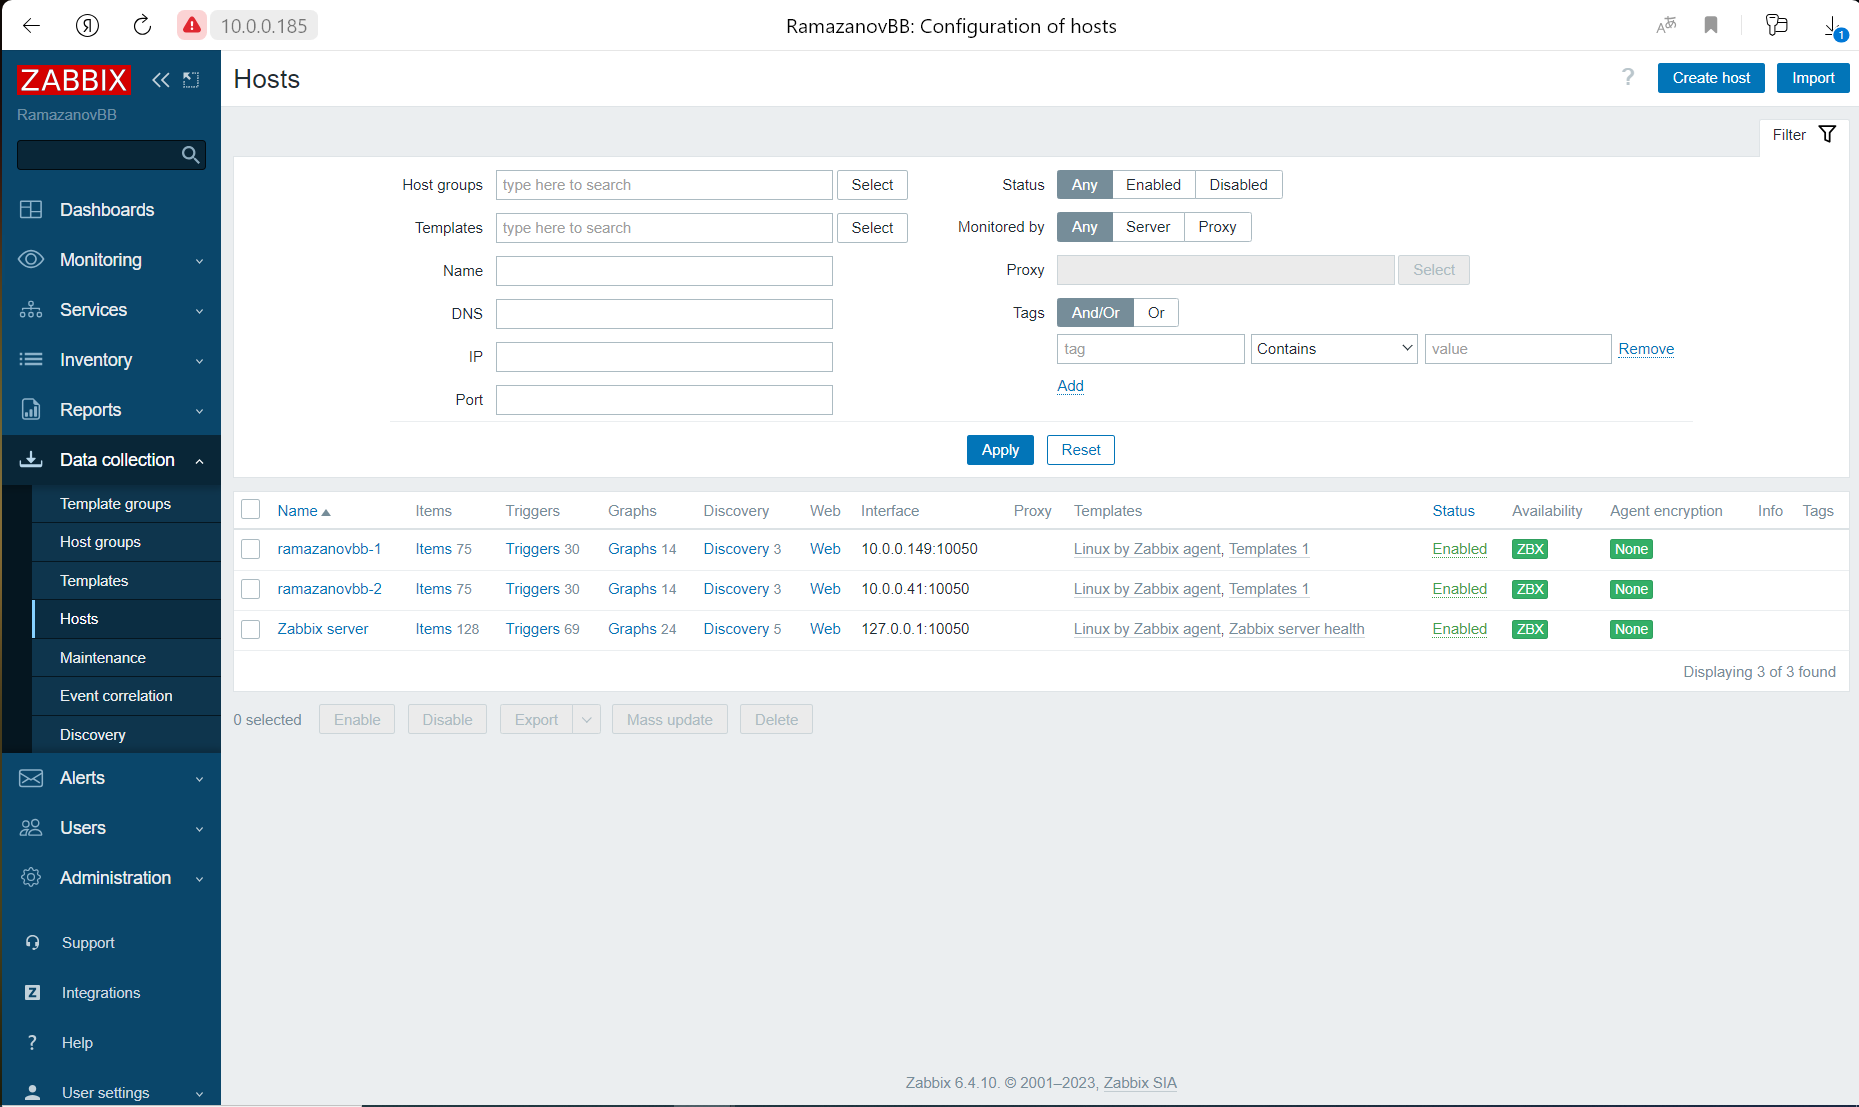 10.0.0.185
RamazanovBB: Configuration of hosts
1
ZABBIX
RamazanovBB
Dashboards
Monitoring
Services
Inventory
Reports
Data collection
Template groups
Host groups
Templates
Hosts
Maintenance
Event correlation
Discovery
Alerts
Users
Administration
Support
Integrations
Help
User settings
Hosts
? Create host Import
Filter
Host groups type here to search Select
Templates type here to search Select
Name
DNS
IP
Port
Status Any Enabled Disabled
Monitored by Any Server Proxy
Proxy Select
Tags And/Or Or
tag Contains value Remove
Add
Apply Reset
Name Items Triggers Graphs Discovery Web Interface Proxy Templates Status Availability Agent encryption Info Tags
ramazanovbb-1 Items 75 Triggers 30 Graphs 14 Discovery 3 Web 10.0.0.149:10050 Linux by Zabbix agent, Templates 1 Enabled ZBX None
ramazanovbb-2 Items 75 Triggers 30 Graphs 14 Discovery 3 Web 10.0.0.41:10050 Linux by Zabbix agent, Templates 1 Enabled ZBX None
Zabbix server Items 128 Triggers 69 Graphs 24 Discovery 5 Web 127.0.0.1:10050 Linux by Zabbix agent, Zabbix server health Enabled ZBX None
Displaying 3 of 3 found
0 selected Enable Disable Export Mass update Delete
Zabbix 6.4.10. © 2001–2023, Zabbix SIA